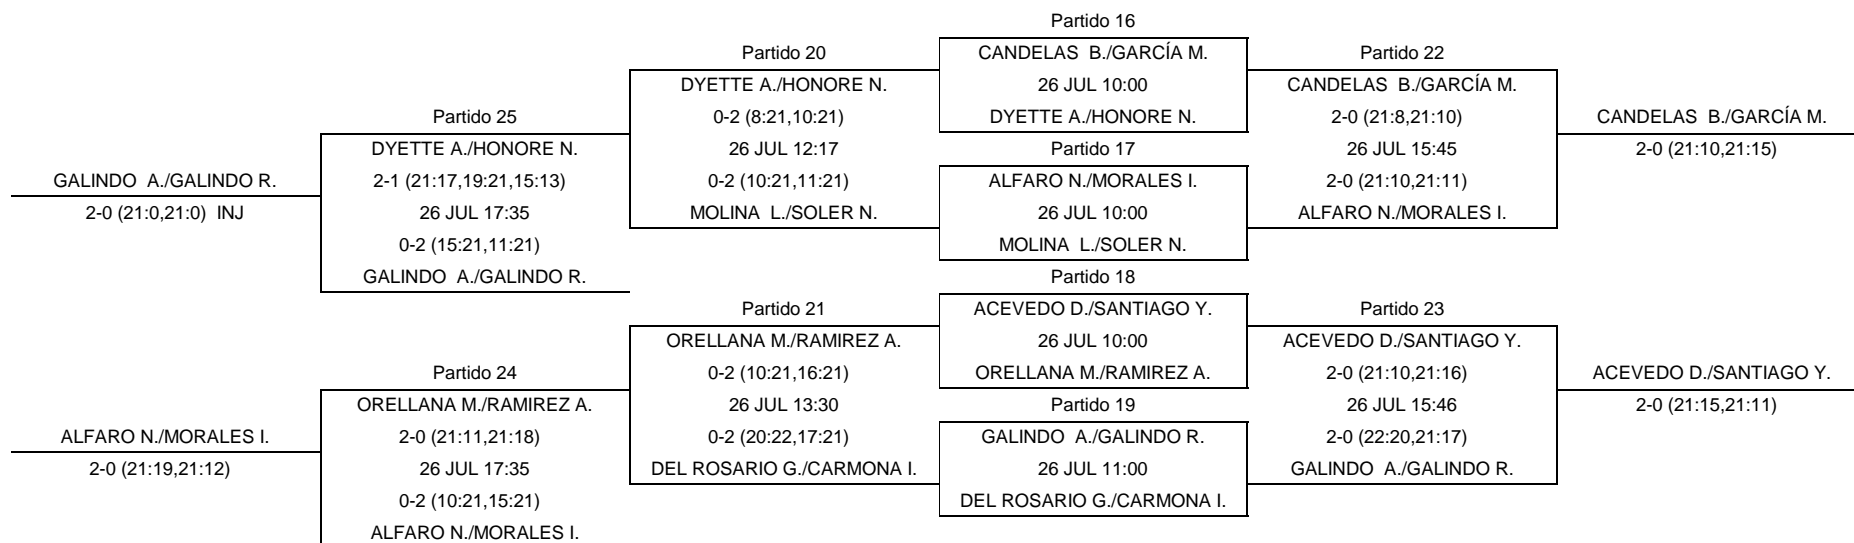 Partido 16
CANDELAS  B./GARCÍA M.
26 JUL 10:00
DYETTE A./HONORE N.
Partido 17
ALFARO N./MORALES I.
26 JUL 10:00
MOLINA  L./SOLER N.
Partido 18
ACEVEDO D./SANTIAGO Y.
26 JUL 10:00
ORELLANA M./RAMIREZ A.
Partido 19
GALINDO  A./GALINDO R.
26 JUL 11:00
DEL ROSARIO G./CARMONA I.
Partido 20
DYETTE A./HONORE N.
0-2 (8:21,10:21)
26 JUL 12:17
0-2 (10:21,11:21)
MOLINA  L./SOLER N.
Partido 21
ORELLANA M./RAMIREZ A.
0-2 (10:21,16:21)
26 JUL 13:30
0-2 (20:22,17:21)
DEL ROSARIO G./CARMONA I.
Partido 22
CANDELAS  B./GARCÍA M.
2-0 (21:8,21:10)
26 JUL 15:45
2-0 (21:10,21:11)
ALFARO N./MORALES I.
Partido 23
ACEVEDO D./SANTIAGO Y.
2-0 (21:10,21:16)
26 JUL 15:46
2-0 (22:20,21:17)
GALINDO  A./GALINDO R.
CANDELAS  B./GARCÍA M.
2-0 (21:10,21:15)
ACEVEDO D./SANTIAGO Y.
2-0 (21:15,21:11)
Partido 25
DYETTE A./HONORE N.
2-1 (21:17,19:21,15:13)
26 JUL 17:35
0-2 (15:21,11:21)
GALINDO  A./GALINDO R.
Partido 24
ORELLANA M./RAMIREZ A.
2-0 (21:11,21:18)
26 JUL 17:35
0-2 (10:21,15:21)
ALFARO N./MORALES I.
GALINDO  A./GALINDO R.
2-0 (21:0,21:0)  INJ
ALFARO N./MORALES I.
2-0 (21:19,21:12)